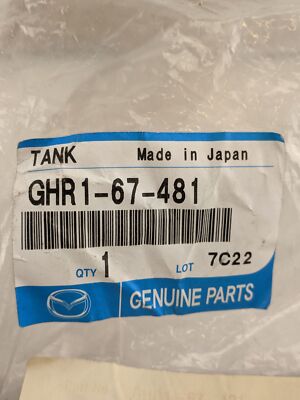 TANK Made in Japan
GHR1-67-481
QTY 1 LOT 7C22
GENUINE PARTS